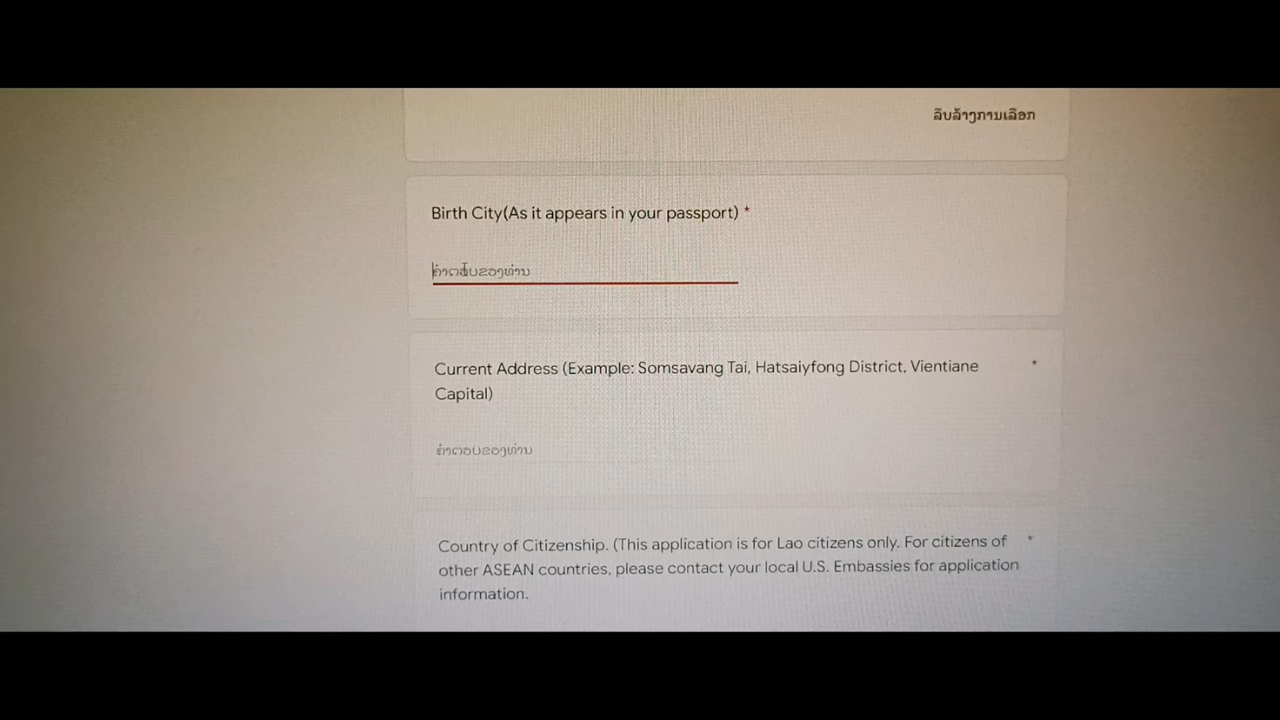 ລຶບລ້າງການເລືອກ
Birth City(As it appears in your passport) *
ຄຳຕອບຂອງທ່ານ
Current Address (Example: Somsavang Tai, Hatsaiyfong District, Vientiane *
Capital)
ຄຳຕອບຂອງທ່ານ
Country of Citizenship. (This application is for Lao citizens only. For citizens of *
other ASEAN countries, please contact your local U.S. Embassies for application
information.